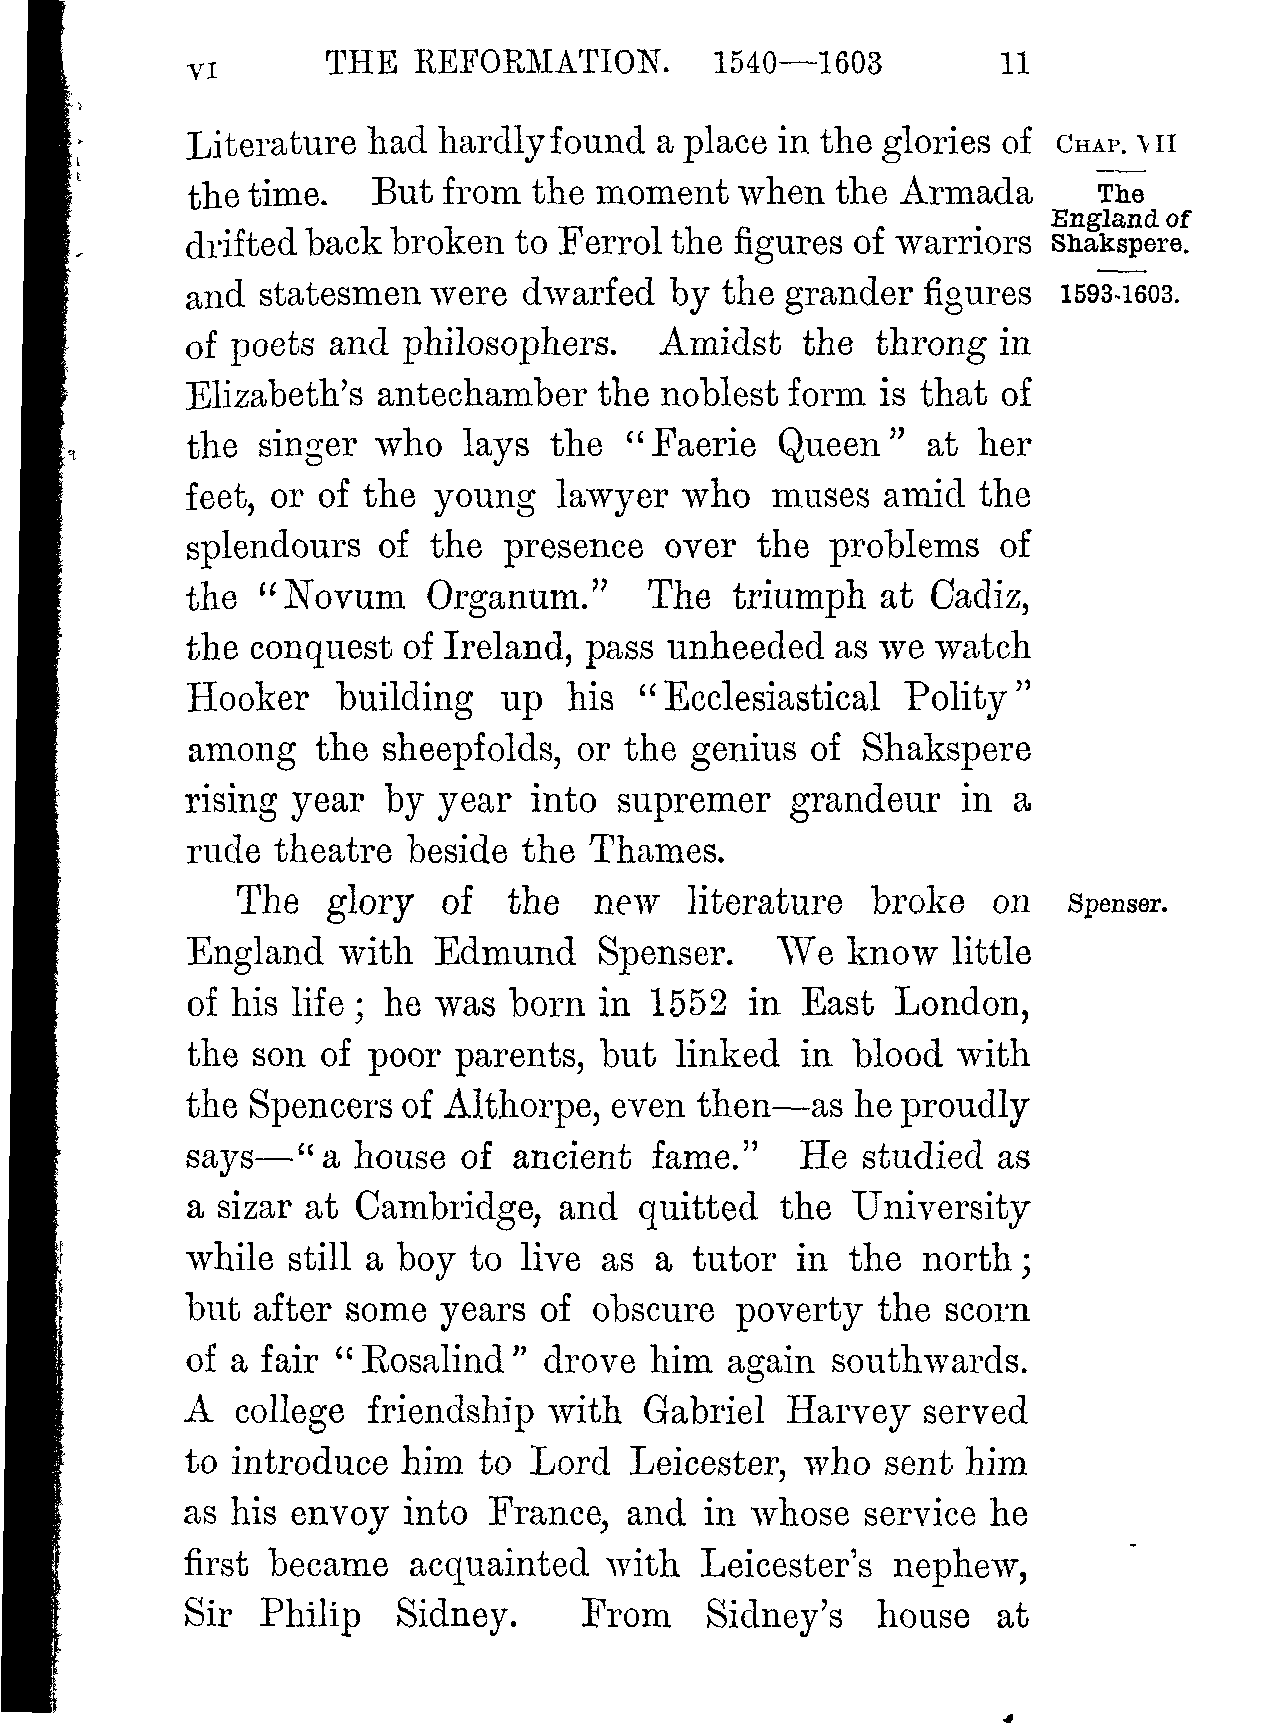 VI THE REFORMATION. 1540—1603 11
Literature had hardly found a place in the glories of
the time. But from the moment when the Armada
drifted back broken to Ferrol the figures of warriors
and statesmen were dwarfed by the grander figures
of poets and philosophers. Amidst the throng in
Elizabeth's antechamber the noblest form is that of
the singer who lays the "Faerie Queen" at her
feet, or of the young lawyer who muses amid the
splendours of the presence over the problems of
the "Novum Organum." The triumph at Cadiz,
the conquest of Ireland, pass unheeded as we watch
Hooker building up his "Ecclesiastical Polity"
among the sheepfolds, or the genius of Shakspere
rising year by year into supremer grandeur in a
rude theatre beside the Thames.
The glory of the new literature broke on
England with Edmund Spenser. We know little
of his life; he was born in 1552 in East London,
the son of poor parents, but linked in blood with
the Spencers of Althorpe, even then—as he proudly
says—"a house of ancient fame." He studied as
a sizar at Cambridge, and quitted the University
while still a boy to live as a tutor in the north;
but after some years of obscure poverty the scorn
of a fair "Rosalind" drove him again southwards.
A college friendship with Gabriel Harvey served
to introduce him to Lord Leicester, who sent him
as his envoy into France, and in whose service he
first became acquainted with Leicester's nephew,
Sir Philip Sidney. From Sidney's house at
CHAP. VII
The
England of
Shakspere.
1593-1603.
Spenser.